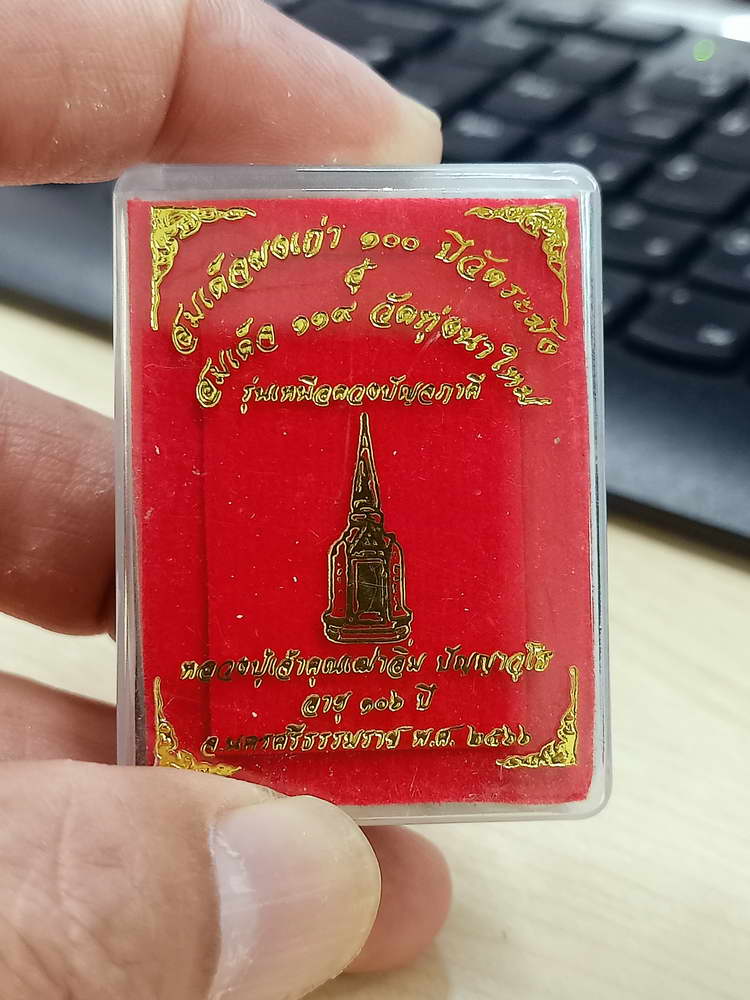 สมเด็จผงเก่า ๑๐๐ ปีวัดระฆัง
สู่
สมเด็จ ๑๑๙ วัดทุ่งนาใหม่
รุ่นเหนือดวงปัญจภาคี
หลวงปู่เจ้าคุณเฒ่าอิ่ม ปัญญาวุโธ
อายุ ๑๐๖ ปี
จ.นครศรีธรรมราช พ.ศ. ๒๕๖๖